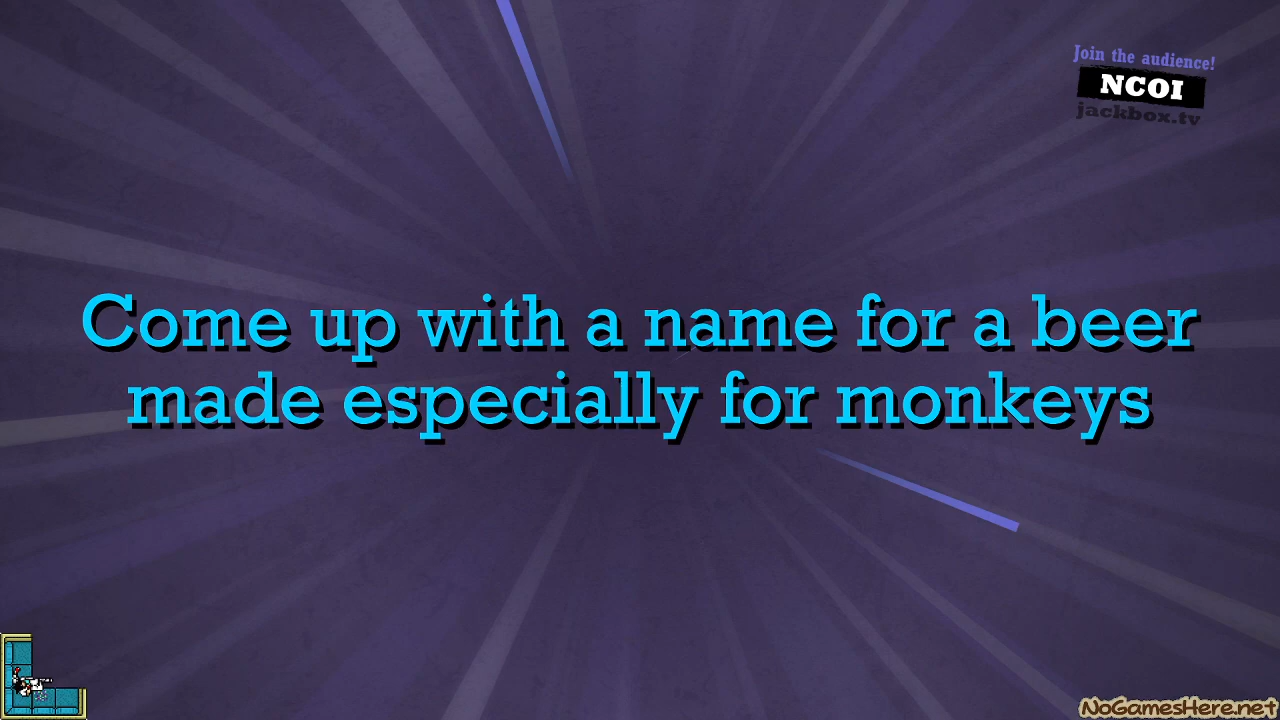 Join the audience!
NCOI
jackbox.tv
Come up with a name for a beer
made especially for monkeys
NoGamesHere.net